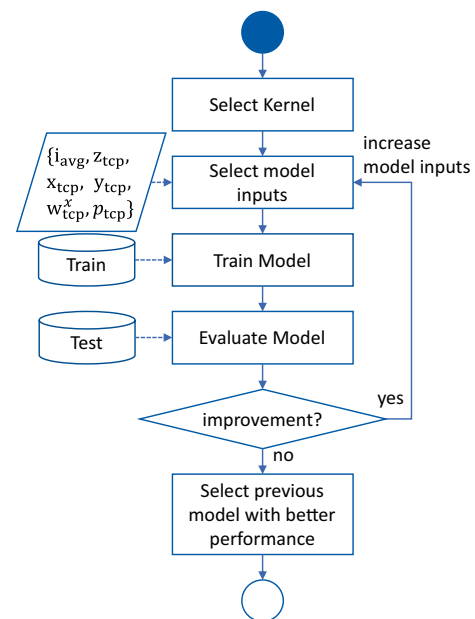 Select Kernel
increase
model inputs
{i_avg, z_tcp,
x_tcp, y_tcp,
w^x_tcp, p_tcp}
Select model
inputs
Train
Train Model
Test
Evaluate Model
improvement?
yes
no
Select previous
model with better
performance